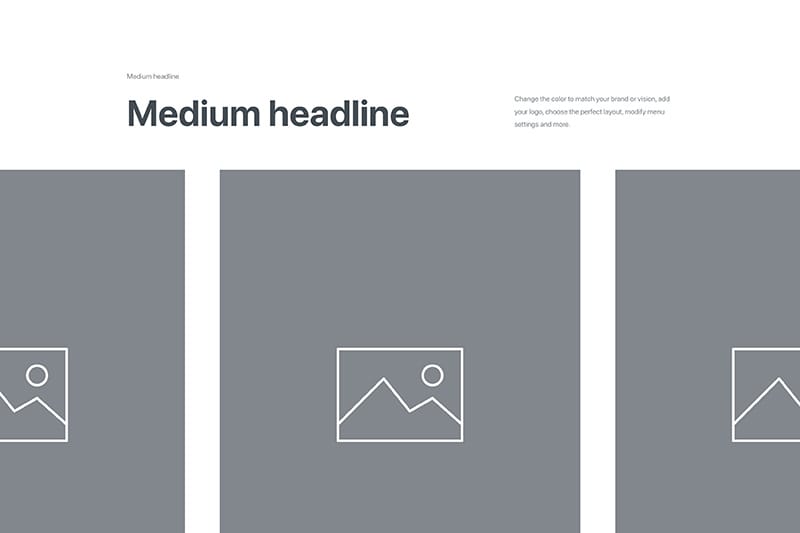 Medium headline
Medium headline
Change the color to match your brand or vision, add
your logo, choose the perfect layout, modify menu
settings and more.